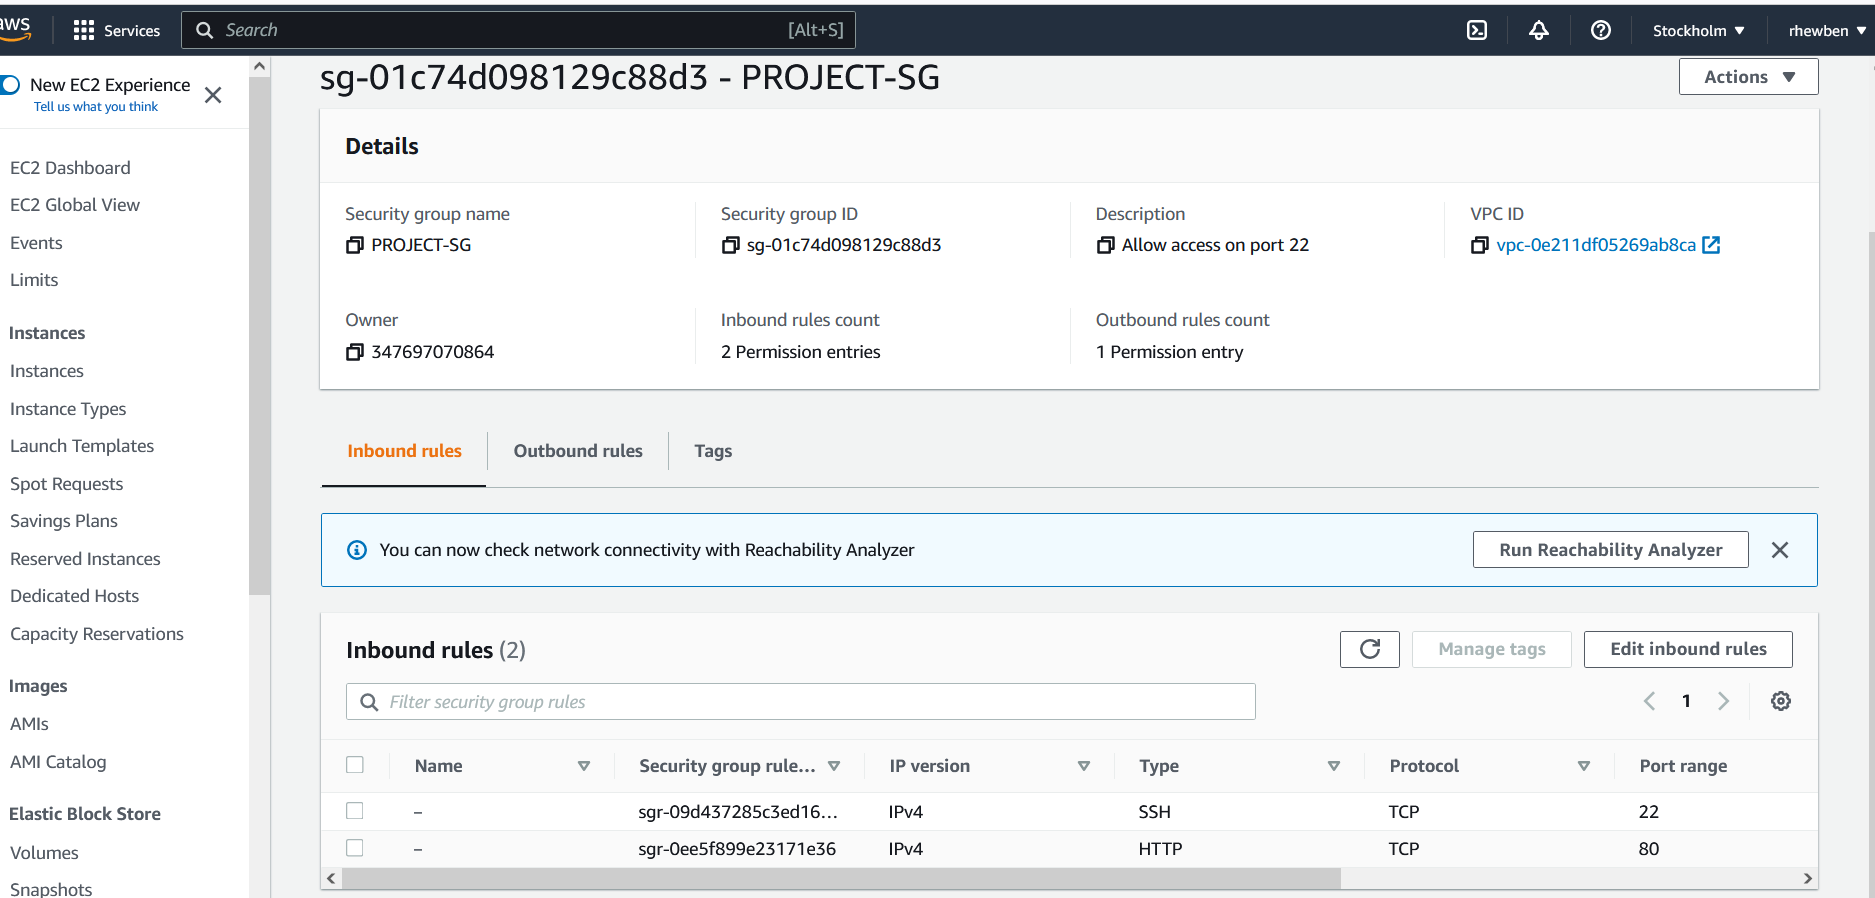 aws
Services
Search [Alt+S]
Stockholm
rhewben
New EC2 Experience
Tell us what you think
EC2 Dashboard
EC2 Global View
Events
Limits
Instances
Instances
Instance Types
Launch Templates
Spot Requests
Savings Plans
Reserved Instances
Dedicated Hosts
Capacity Reservations
Images
AMIs
AMI Catalog
Elastic Block Store
Volumes
Snapshots
sg-01c74d098129c88d3 - PROJECT-SG
Actions
Details
Security group name
PROJECT-SG
Security group ID
sg-01c74d098129c88d3
Description
Allow access on port 22
VPC ID
vpc-0e211df05269ab8ca
Owner
347697070864
Inbound rules count
2 Permission entries
Outbound rules count
1 Permission entry
Inbound rules Outbound rules Tags
You can now check network connectivity with Reachability Analyzer
Run Reachability Analyzer
Inbound rules (2)
Manage tags
Edit inbound rules
Filter security group rules
1
Name Security group rule... IP version Type Protocol Port range
– sgr-09d437285c3ed16... IPv4 SSH TCP 22
– sgr-0ee5f899e23171e36 IPv4 HTTP TCP 80